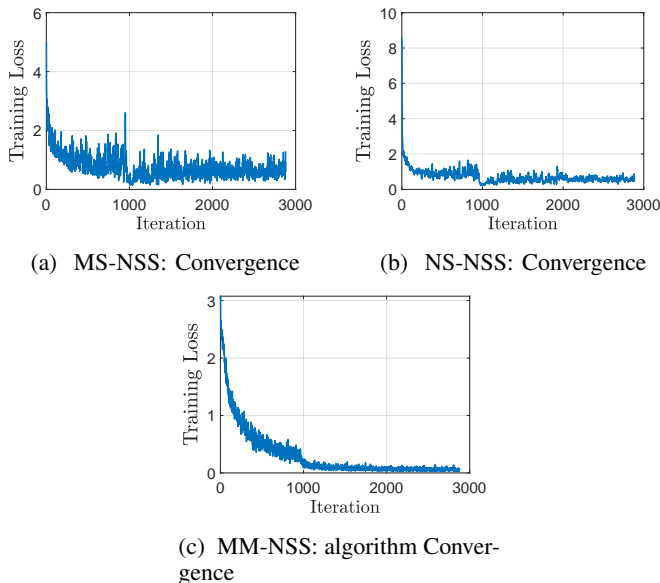 6
4
2
0
Training Loss
0 1000 2000 3000
Iteration
(a) MS-NSS: Convergence
10
8
6
4
2
0
Training Loss
0 1000 2000 3000
Iteration
(b) NS-NSS: Convergence
3
2
1
0
Training Loss
0 1000 2000 3000
Iteration
(c) MM-NSS: algorithm Conver-
gence